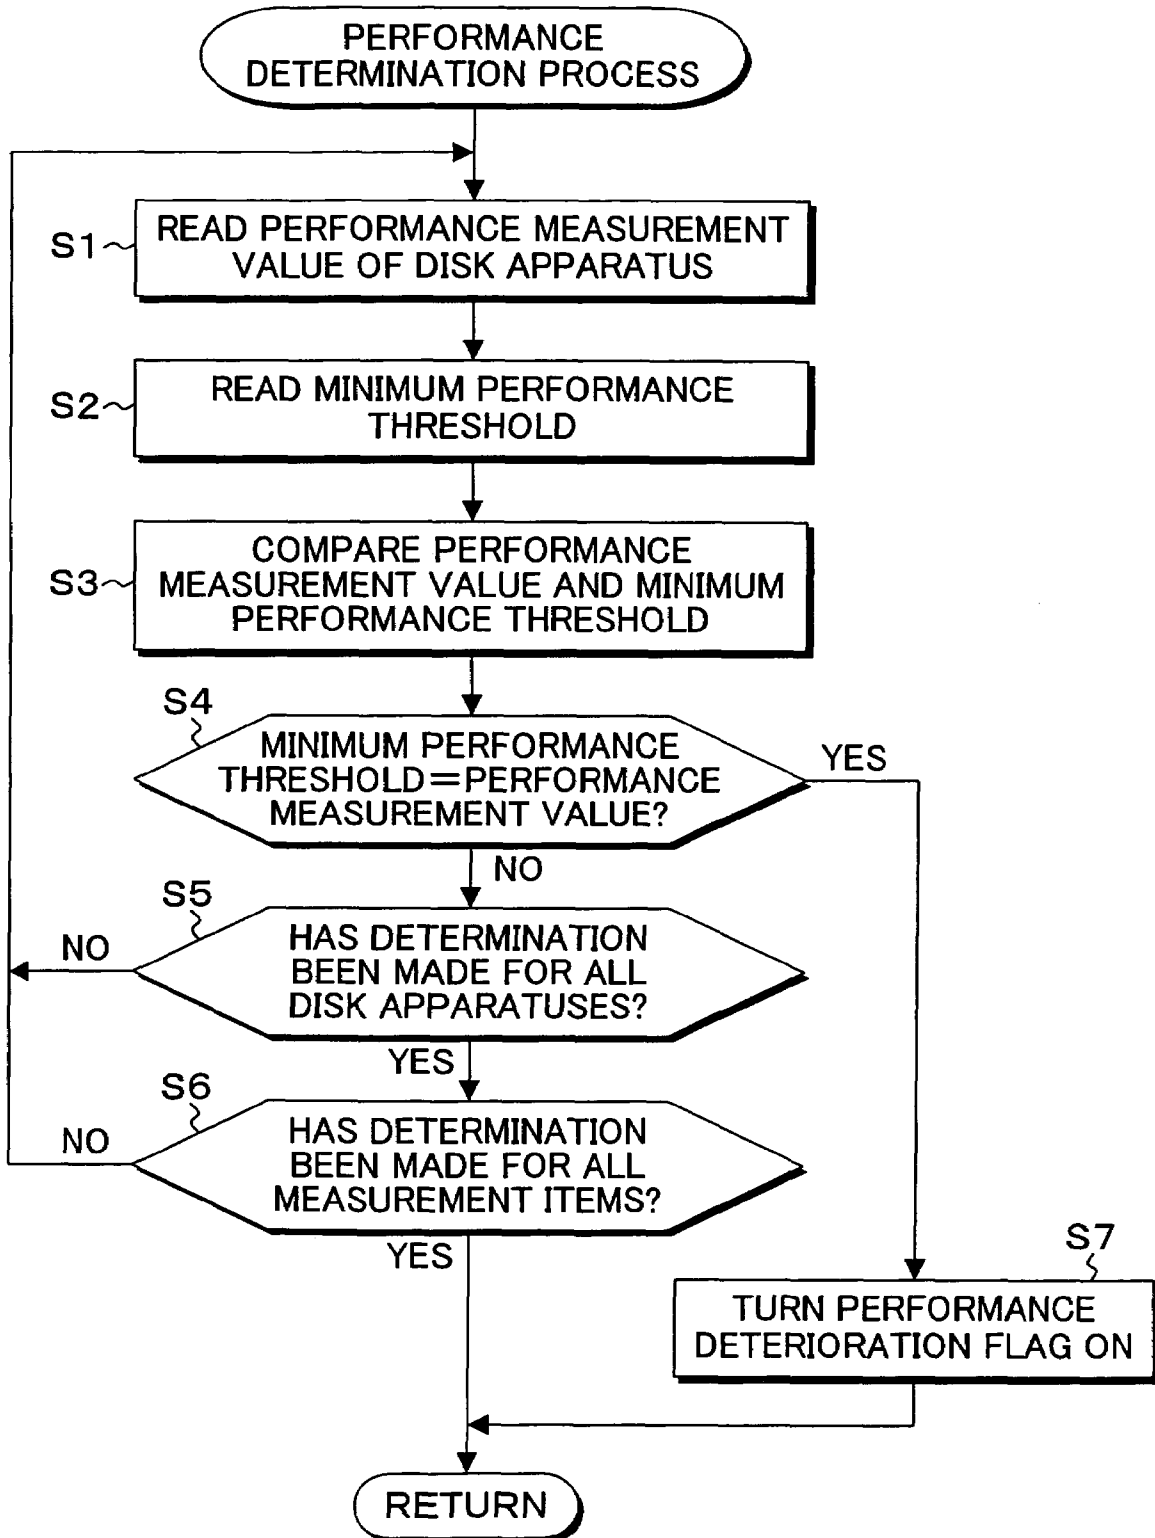 PERFORMANCE
DETERMINATION PROCESS
S1
READ PERFORMANCE MEASUREMENT
VALUE OF DISK APPARATUS
S2
READ MINIMUM PERFORMANCE
THRESHOLD
S3
COMPARE PERFORMANCE
MEASUREMENT VALUE AND MINIMUM
PERFORMANCE THRESHOLD
S4
MINIMUM PERFORMANCE
THRESHOLD=PERFORMANCE
MEASUREMENT VALUE?
YES
NO
S5
HAS DETERMINATION
BEEN MADE FOR ALL
DISK APPARATUSES?
NO
YES
S6
HAS DETERMINATION
BEEN MADE FOR ALL
MEASUREMENT ITEMS?
NO
YES
S7
TURN PERFORMANCE
DETERIORATION FLAG ON
RETURN